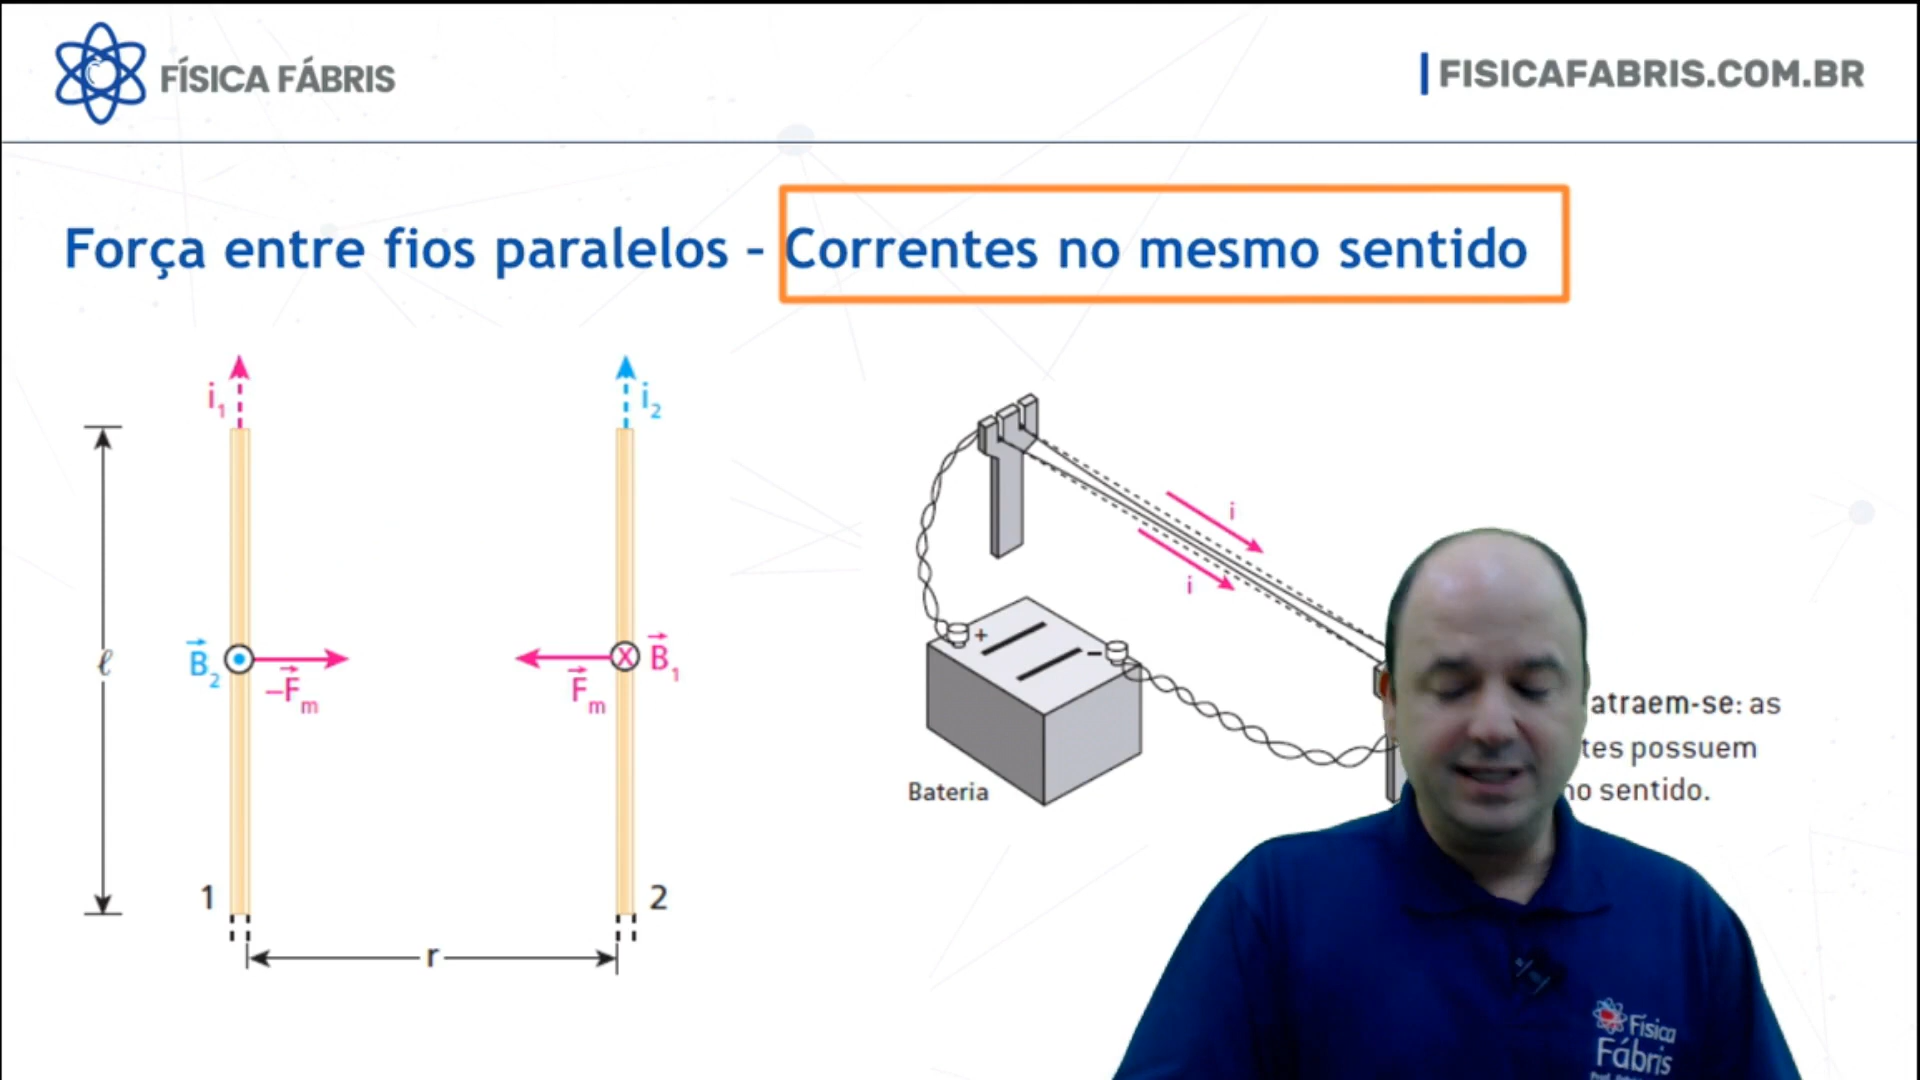 FÍSICA FÁBRIS
FISICAFABRIS.COM.BR
Força entre fios paralelos – Correntes no mesmo sentido
i₁
i₂
ℓ
B₂
–Fₘ
Fₘ
B₁
1
2
r
i
i
+
–
Bateria
atraem-se: as
possuem
sentido.
Física
Fábris